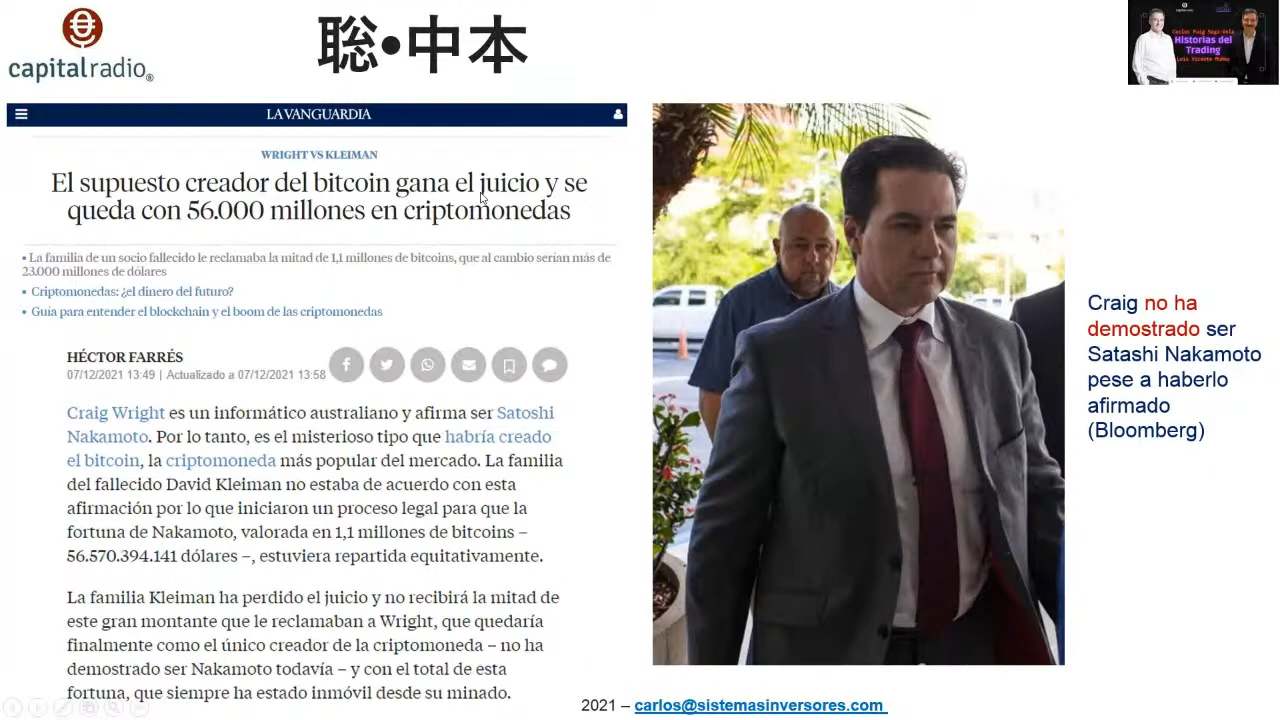 capitalradio®
聡•中本
Carlos Puig Sagi-Vela
Historias del
Trading
Luis Vicente Muñoz
LA VANGUARDIA
WRIGHT VS KLEIMAN
El supuesto creador del bitcoin gana el juicio y se
queda con 56.000 millones en criptomonedas
• La familia de un socio fallecido le reclamaba la mitad de 1,1 millones de bitcoins, que al cambio serían más de
23.000 millones de dólares
• Criptomonedas: ¿el dinero del futuro?
• Guía para entender el blockchain y el boom de las criptomonedas
HÉCTOR FARRÉS
07/12/2021 13:49 | Actualizado a 07/12/2021 13:58
Craig Wright es un informático australiano y afirma ser Satoshi
Nakamoto. Por lo tanto, es el misterioso tipo que habría creado
el bitcoin, la criptomoneda más popular del mercado. La familia
del fallecido David Kleiman no estaba de acuerdo con esta
afirmación por lo que iniciaron un proceso legal para que la
fortuna de Nakamoto, valorada en 1,1 millones de bitcoins –
56.570.394.141 dólares –, estuviera repartida equitativamente.
La familia Kleiman ha perdido el juicio y no recibirá la mitad de
este gran montante que le reclamaban a Wright, que quedaría
finalmente como el único creador de la criptomoneda – no ha
demostrado ser Nakamoto todavía – y con el total de esta
fortuna, que siempre ha estado inmóvil desde su minado.
Craig no ha
demostrado ser
Satashi Nakamoto
pese a haberlo
afirmado
(Bloomberg)
2021 – carlos@sistemasinversores.com